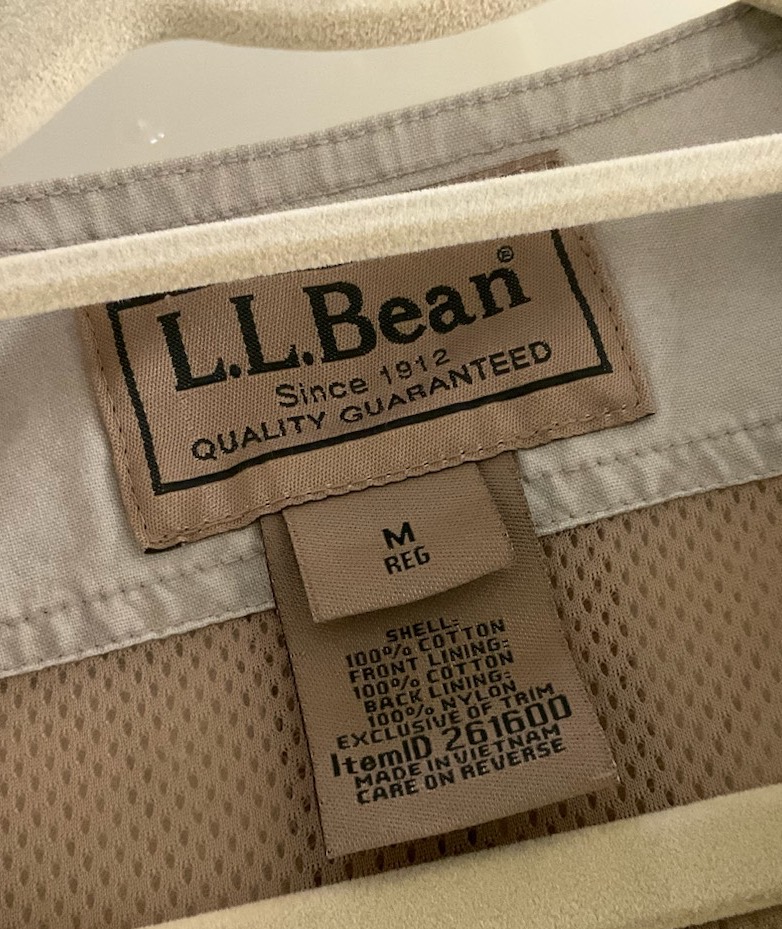 L.L.Bean®
Since 1912
QUALITY GUARANTEED
M
REG
SHELL:
100% COTTON
FRONT LINING:
100% COTTON
BACK LINING:
100% NYLON
EXCLUSIVE OF TRIM
ItemID 261600
MADE IN VIETNAM
CARE ON REVERSE